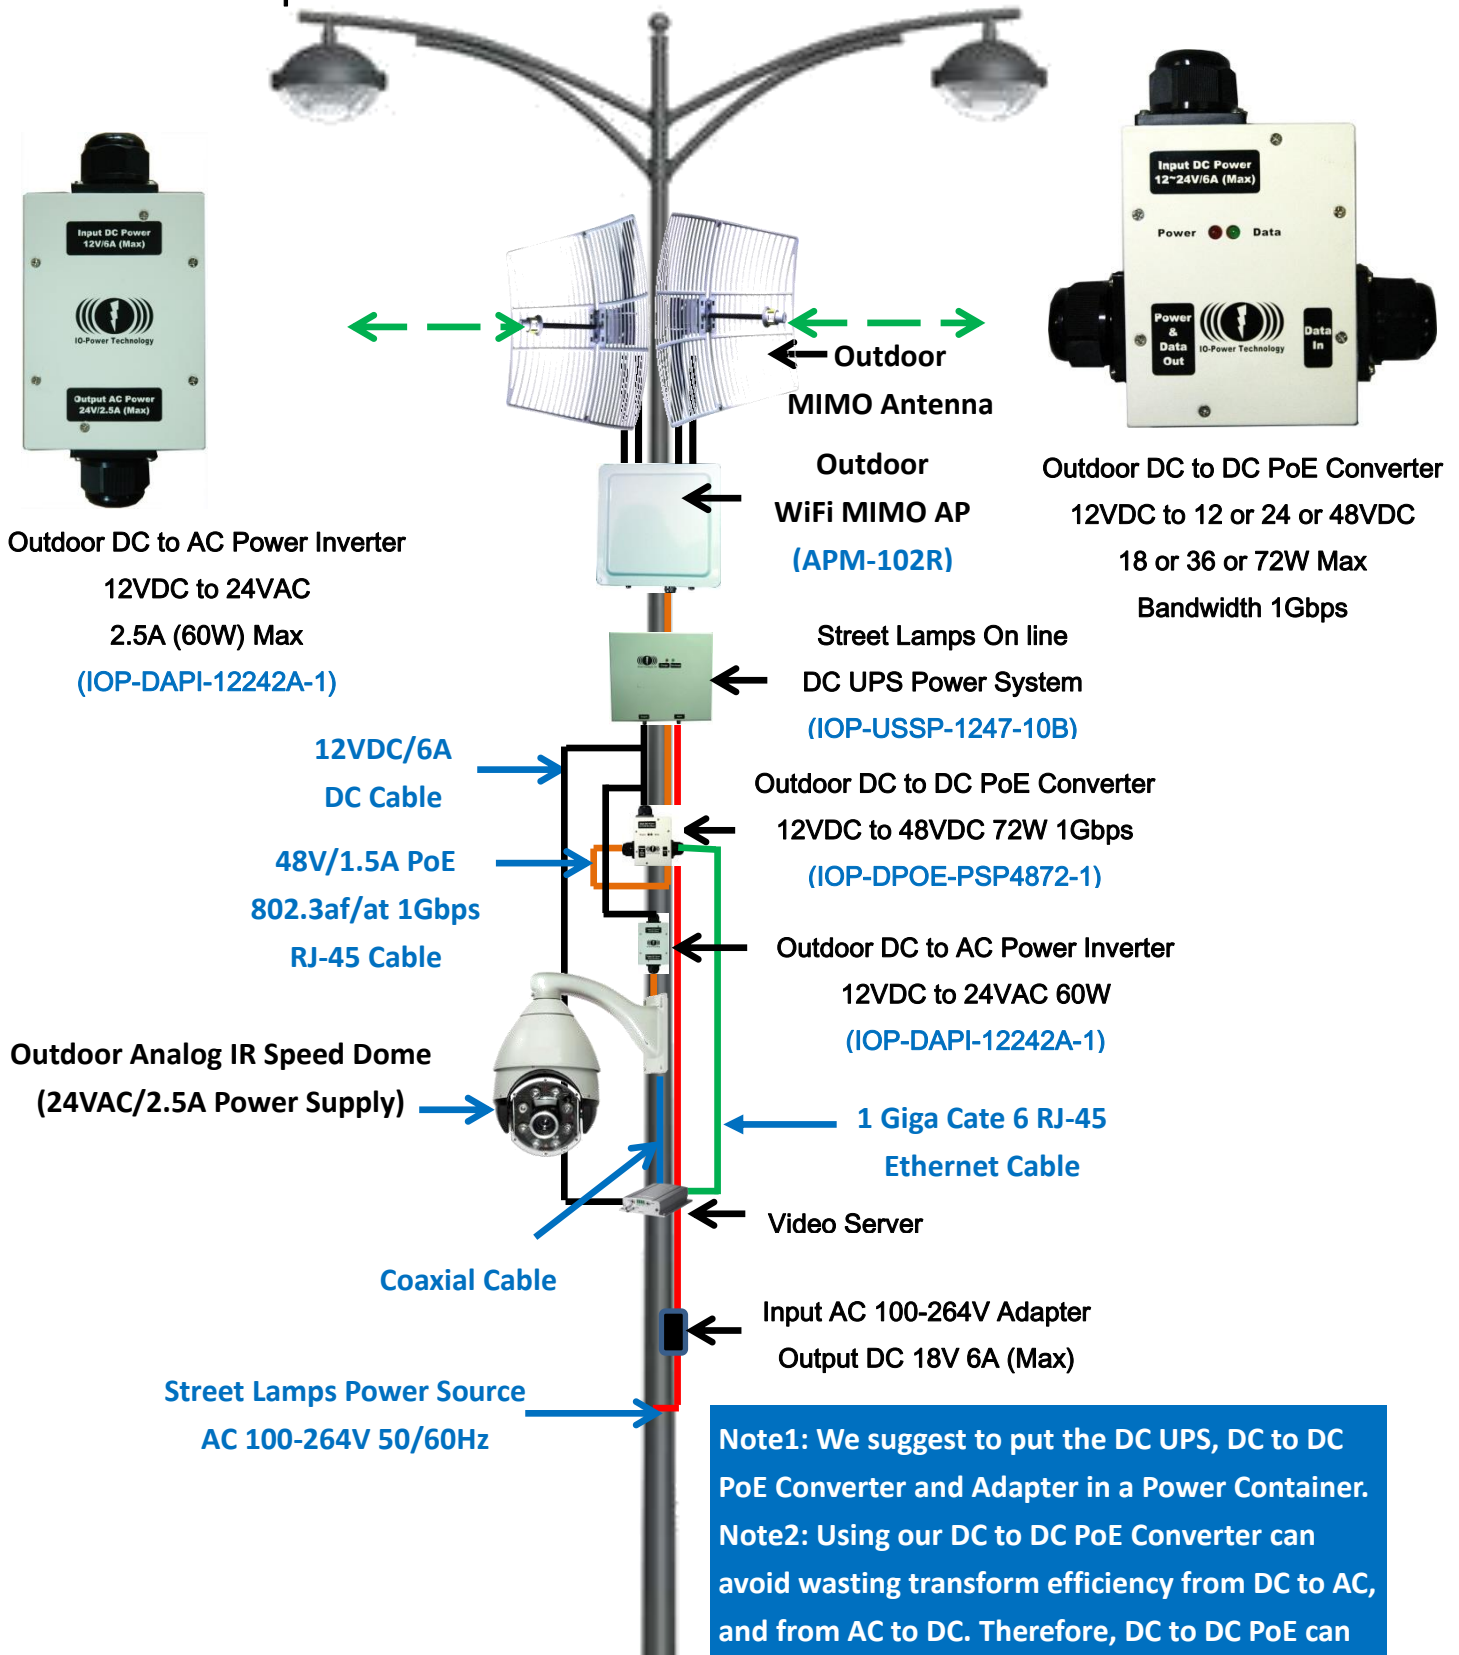 Input DC Power
12V/6A (Max)
IO-Power Technology
Output AC Power
24V/2.5A (Max)
Outdoor DC to AC Power Inverter
12VDC to 24VAC
2.5A (60W) Max
(IOP-DAPI-12242A-1)
Input DC Power
12~24V/6A (Max)
Power Data
Power
&
Data
Out
IO-Power Technology
Data
In
Outdoor DC to DC PoE Converter
12VDC to 12 or 24 or 48VDC
18 or 36 or 72W Max
Bandwidth 1Gbps
Outdoor
MIMO Antenna
Outdoor
WiFi MIMO AP
(APM-102R)
Street Lamps On line
DC UPS Power System
(IOP-USSP-1247-10B)
12VDC/6A
DC Cable
Outdoor DC to DC PoE Converter
12VDC to 48VDC 72W 1Gbps
(IOP-DPOE-PSP4872-1)
48V/1.5A PoE
802.3af/at 1Gbps
RJ-45 Cable
Outdoor DC to AC Power Inverter
12VDC to 24VAC 60W
(IOP-DAPI-12242A-1)
Outdoor Analog IR Speed Dome
(24VAC/2.5A Power Supply)
1 Giga Cate 6 RJ-45
Ethernet Cable
Video Server
Coaxial Cable
Input AC 100-264V Adapter
Output DC 18V 6A (Max)
Street Lamps Power Source
AC 100-264V 50/60Hz
Note1: We suggest to put the DC UPS, DC to DC
PoE Converter and Adapter in a Power Container.
Note2: Using our DC to DC PoE Converter can
avoid wasting transform efficiency from DC to AC,
and from AC to DC. Therefore, DC to DC PoE can